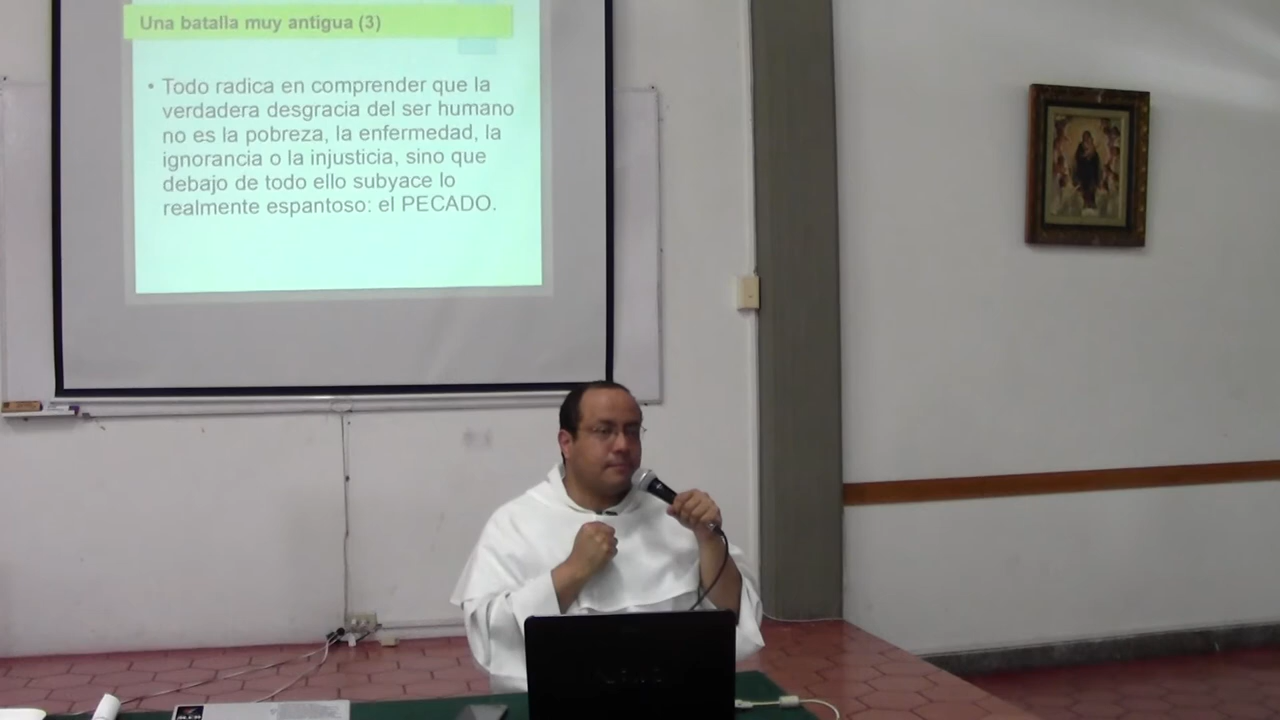 Una batalla muy antigua (3)
• Todo radica en comprender que la
verdadera desgracia del ser humano
no es la pobreza, la enfermedad, la
ignorancia o la injusticia, sino que
debajo de todo ello subyace lo
realmente espantoso: el PECADO.